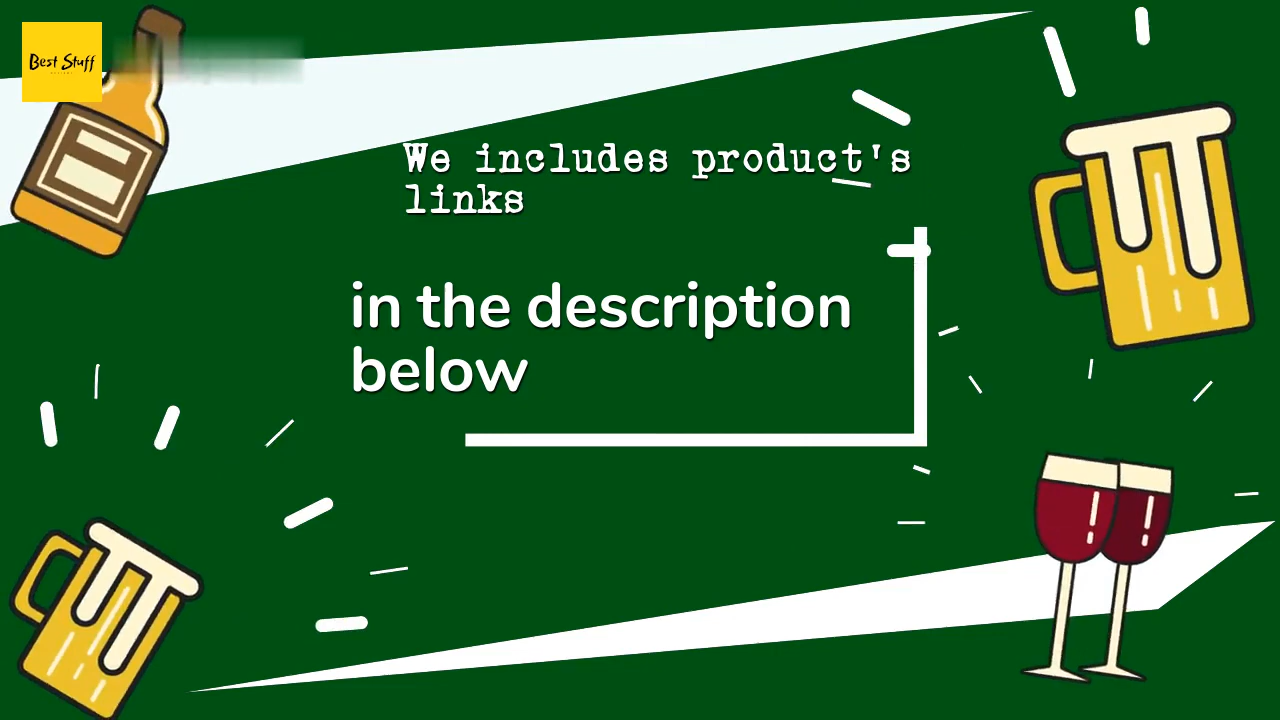 Best Stuff
We includes product's
links
in the description
below